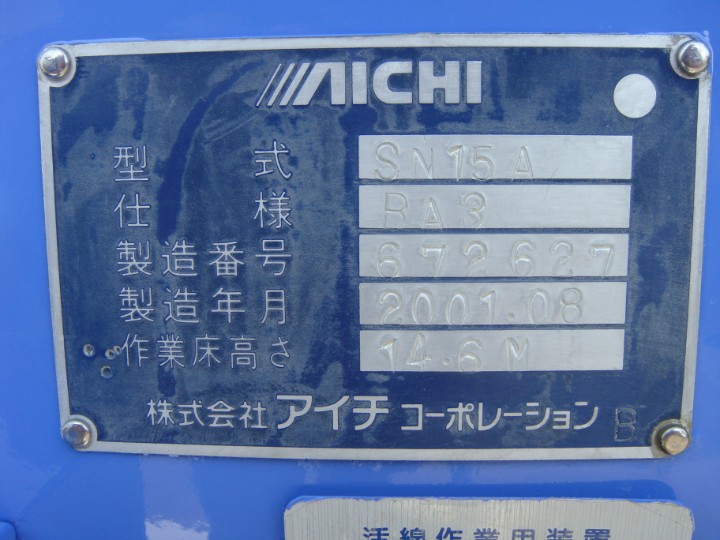 AICHI
型式 SN15A
仕様 BA3
製造番号 672627
製造年月 2001.08
作業床高さ 14.6M
株式会社 アイチ コーポレーション B
活線作業用装置